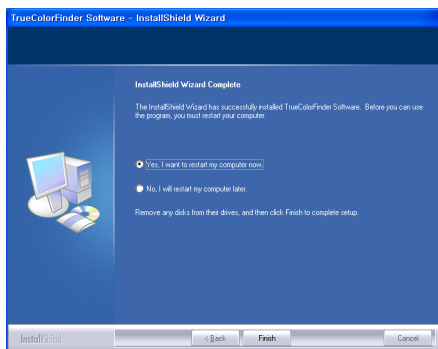 TrueColorFinder Software - InstallShield Wizard
InstallShield Wizard Complete
The InstallShield Wizard has successfully installed TrueColorFinder Software. Before you can use
the program, you must restart your computer.
Yes, I want to restart my computer now.
No, I will restart my computer later.
Remove any disks from their drives, and then click Finish to complete setup.
InstallShield
< Back Finish Cancel